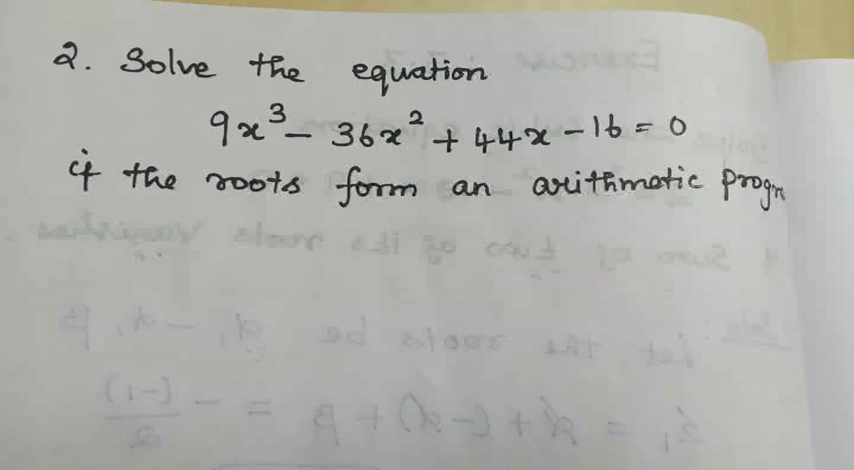 2. Solve the equation
9x³ - 36x² + 44x - 16 = 0
if the roots form an arithmetic progn